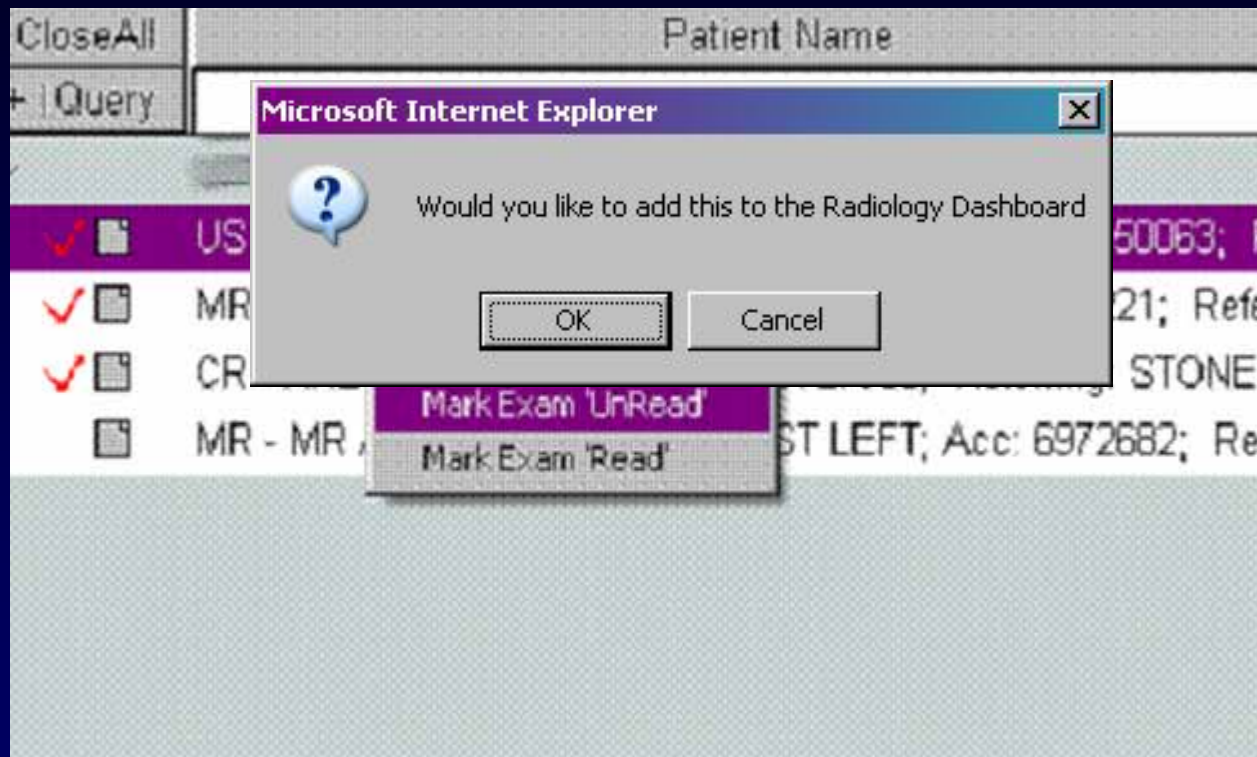 CloseAll
Patient Name
+ | Query
Microsoft Internet Explorer
Would you like to add this to the Radiology Dashboard
US
50063;
MR
21; Refe
OK
Cancel
CR
STONE
Mark Exam 'UnRead'
MR - MR
ST LEFT; Acc: 6972682; Re
Mark Exam 'Read'